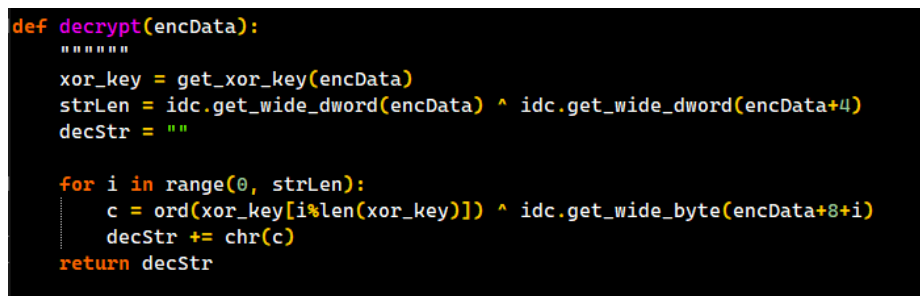 def decrypt(encData):
    """"""
    xor_key = get_xor_key(encData)
    strLen = idc.get_wide_dword(encData) ^ idc.get_wide_dword(encData+4)
    decStr = ""

    for i in range(0, strLen):
        c = ord(xor_key[i%len(xor_key)]) ^ idc.get_wide_byte(encData+8+i)
        decStr += chr(c)
    return decStr